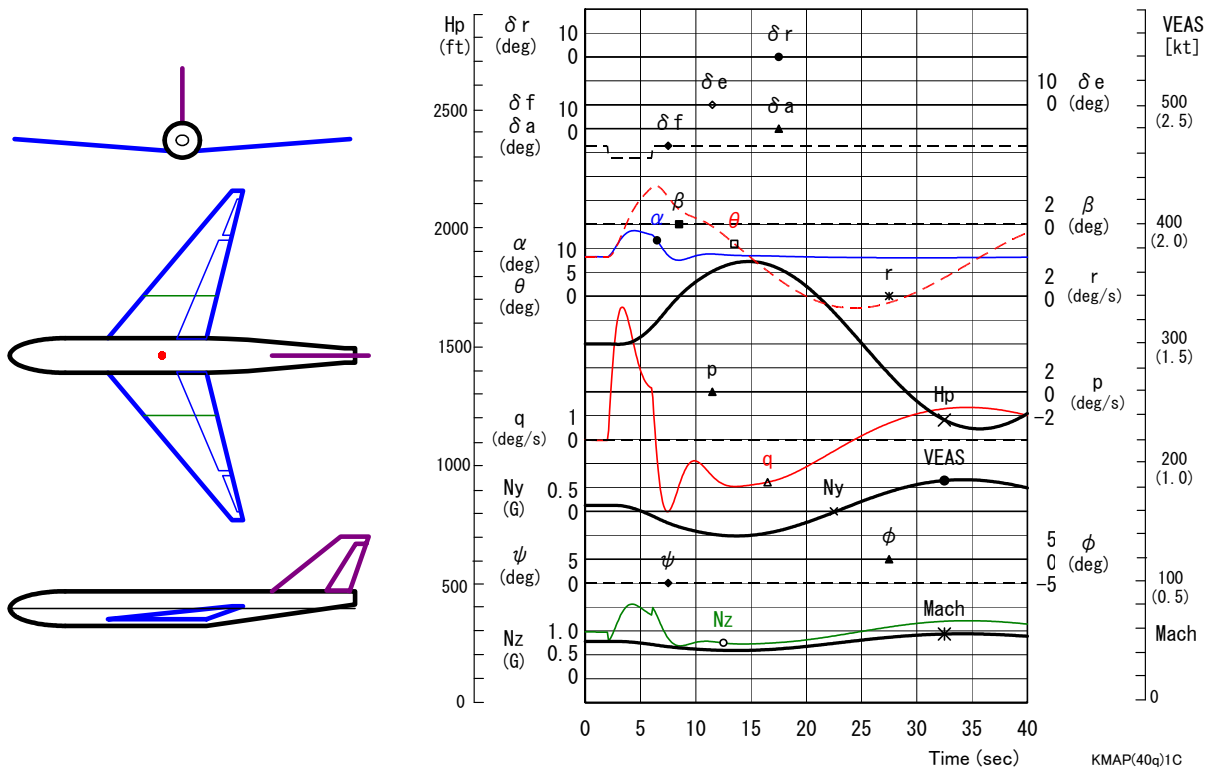 Hp
(ft)
2500
2000
1500
1000
500
0
δr
(deg)
10
0
δf
δa
(deg)
10
0
α
(deg)
θ
(deg)
10
5
0
q
(deg/s)
1
0
Ny
(G)
0.5
0
ψ
(deg)
5
0
Nz
(G)
1.0
0.5
0
δr
δe
δa
δf
β
α
θ
r
p
Hp
q
VEAS
Ny
ϕ
ψ
Mach
Nz
10
0
δe
(deg)
2
0
β
(deg)
2
0
r
(deg/s)
2
0
-2
p
(deg/s)
5
0
-5
ϕ
(deg)
VEAS
[kt]
500
(2.5)
400
(2.0)
300
(1.5)
200
(1.0)
100
(0.5)
Mach
0
0 5 10 15 20 25 30 35 40
Time (sec)
KMAP(40q)1C